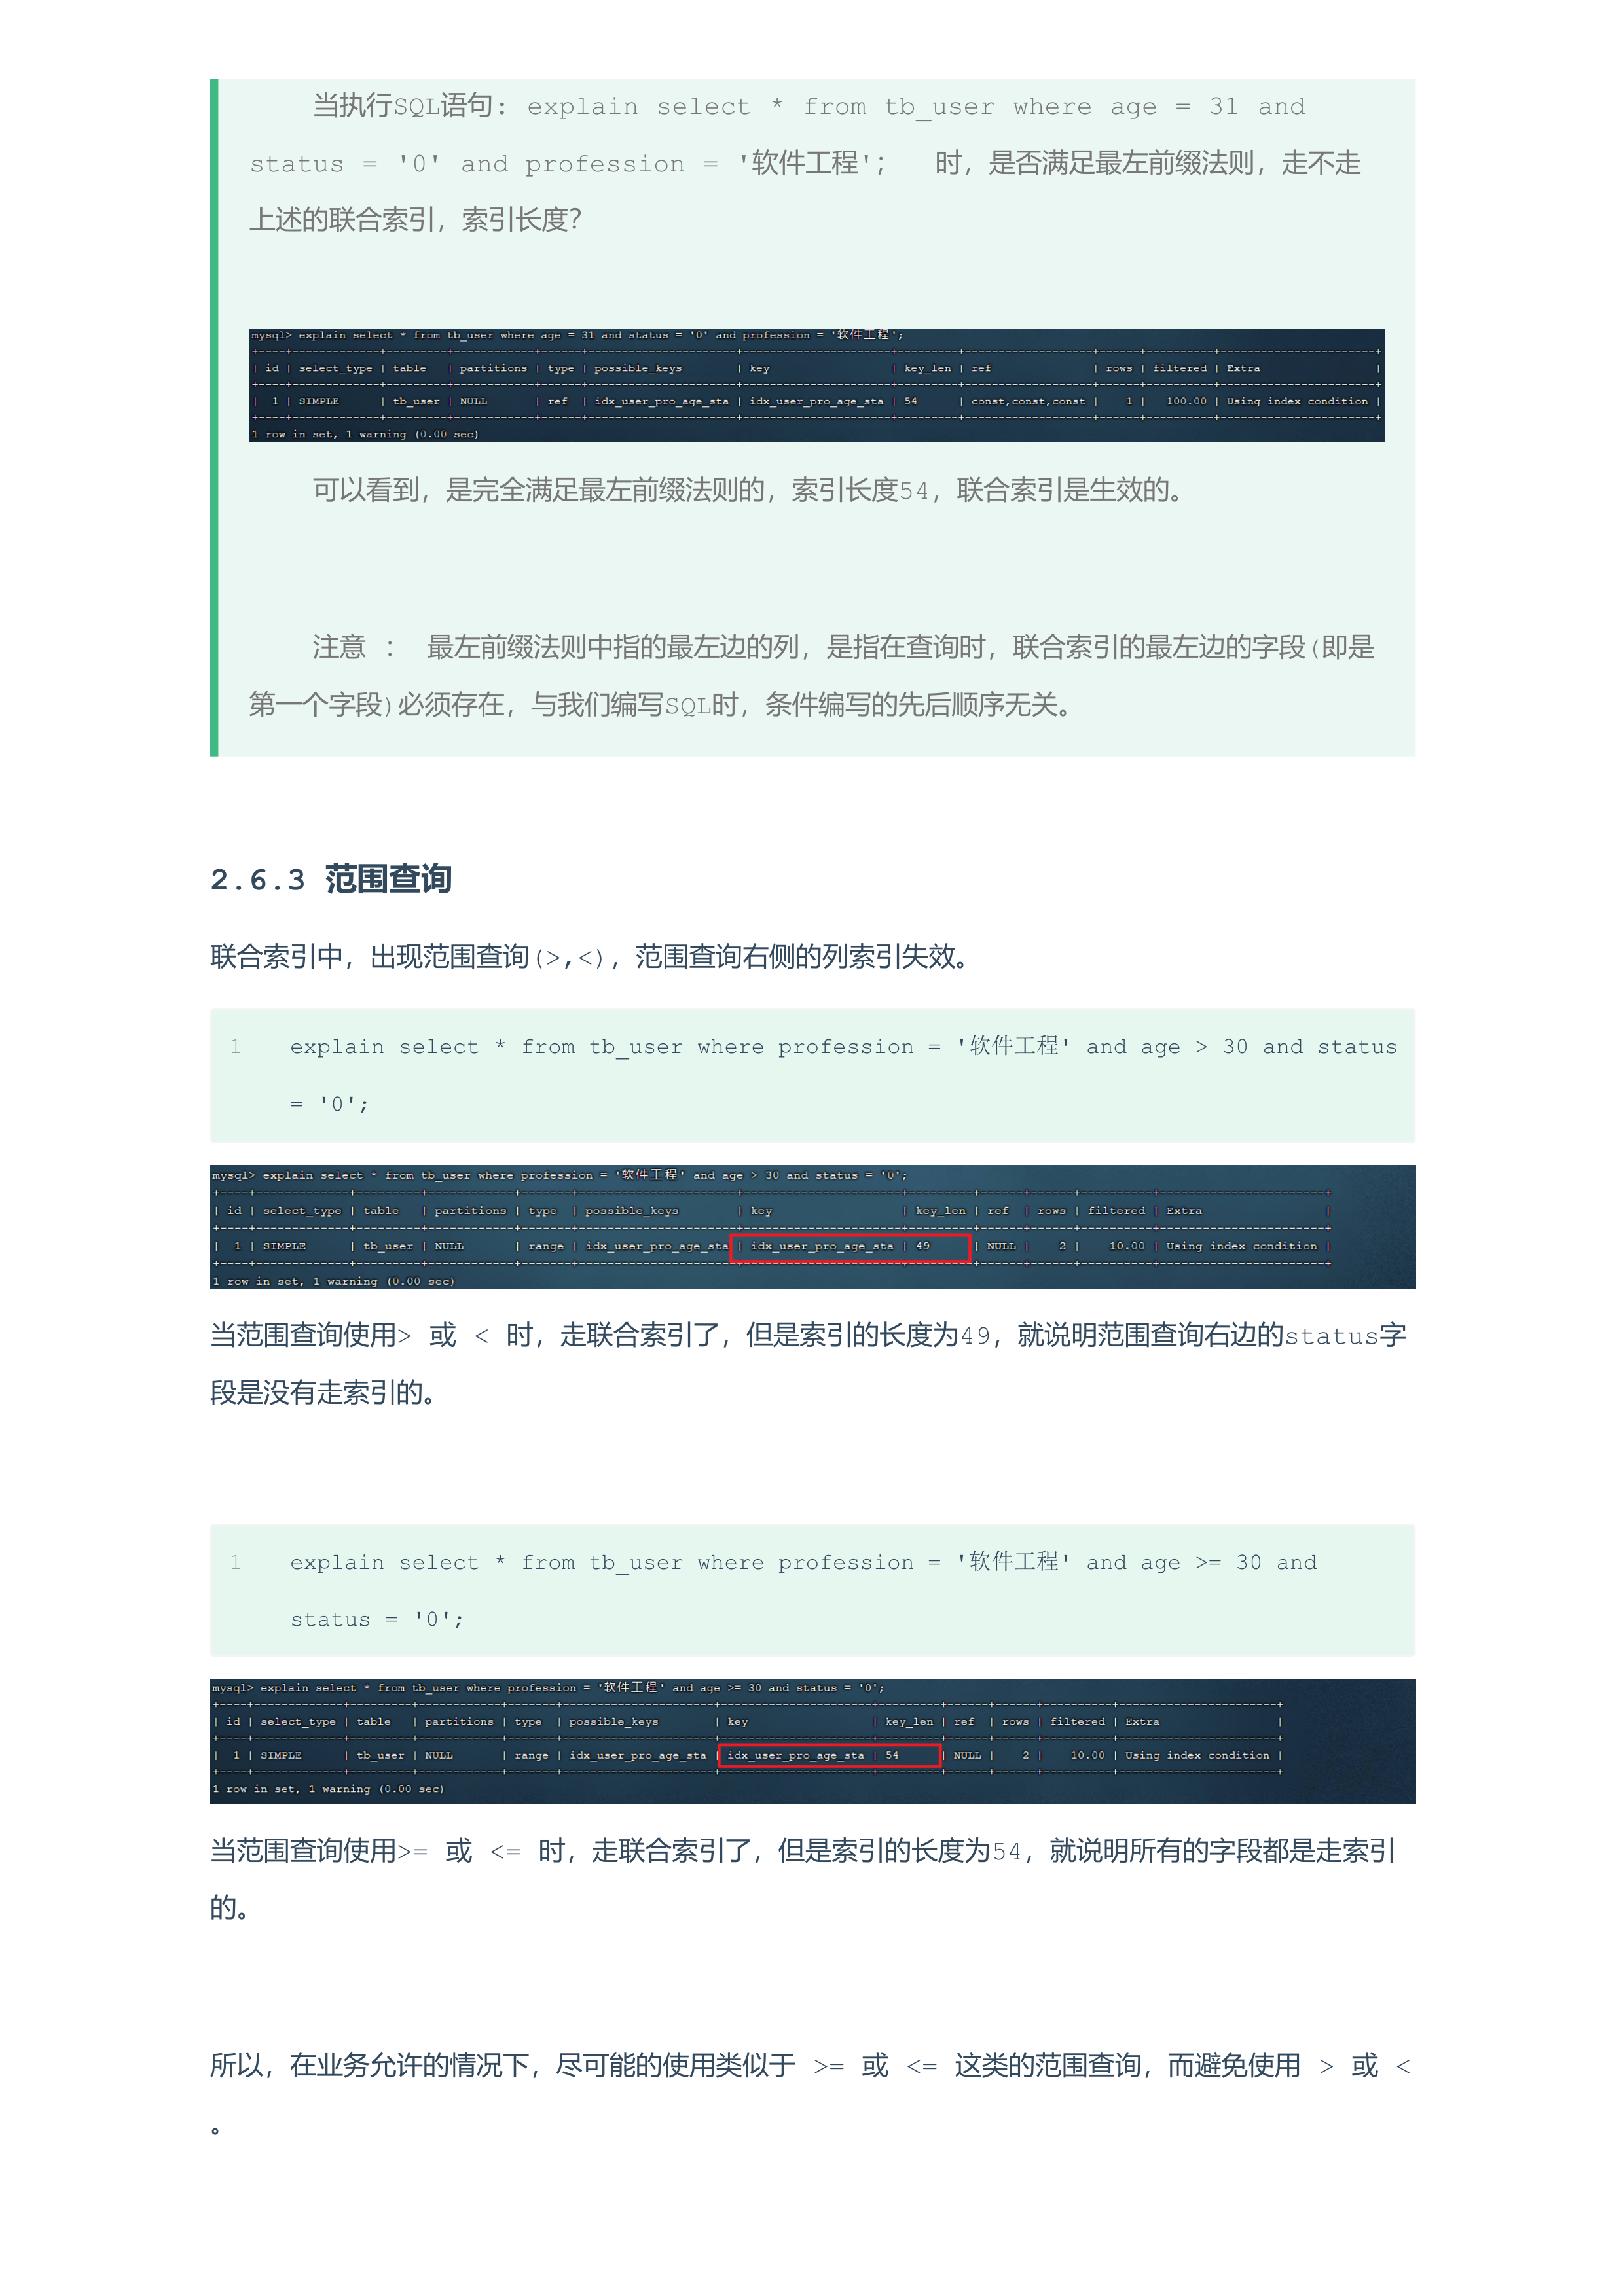 当执行SQL语句: explain select * from tb_user where age = 31 and
status = '0' and profession = '软件工程'； 时，是否满足最左前缀法则，走不走
上述的联合索引，索引长度？
mysql> explain select * from tb_user where age = 31 and status = '0' and profession = '软件工程';
+----+-------------+---------+------------+------+----------------------+----------------------+---------+-------------------+------+----------+-----------------------+
| id | select_type | table | partitions | type | possible_keys | key | key_len | ref | rows | filtered | Extra |
+----+-------------+---------+------------+------+----------------------+----------------------+---------+-------------------+------+----------+-----------------------+
| 1 | SIMPLE | tb_user | NULL | ref | idx_user_pro_age_sta | idx_user_pro_age_sta | 54 | const,const,const | 1 | 100.00 | Using index condition |
+----+-------------+---------+------------+------+----------------------+----------------------+---------+-------------------+------+----------+-----------------------+
1 row in set, 1 warning (0.00 sec)
可以看到，是完全满足最左前缀法则的，索引长度54，联合索引是生效的。
注意 ： 最左前缀法则中指的最左边的列，是指在查询时，联合索引的最左边的字段(即是
第一个字段)必须存在，与我们编写SQL时，条件编写的先后顺序无关。
2.6.3 范围查询
联合索引中，出现范围查询(>,<)，范围查询右侧的列索引失效。
1 explain select * from tb_user where profession = '软件工程' and age > 30 and status
= '0';
mysql> explain select * from tb_user where profession = '软件工程' and age > 30 and status = '0';
+----+-------------+---------+------------+-------+----------------------+----------------------+---------+------+------+----------+-----------------------+
| id | select_type | table | partitions | type | possible_keys | key | key_len | ref | rows | filtered | Extra |
+----+-------------+---------+------------+-------+----------------------+----------------------+---------+------+------+----------+-----------------------+
| 1 | SIMPLE | tb_user | NULL | range | idx_user_pro_age_sta | idx_user_pro_age_sta | 49 | NULL | 2 | 10.00 | Using index condition |
+----+-------------+---------+------------+-------+----------------------+----------------------+---------+------+------+----------+-----------------------+
1 row in set, 1 warning (0.00 sec)
当范围查询使用> 或 < 时，走联合索引了，但是索引的长度为49，就说明范围查询右边的status字
段是没有走索引的。
1 explain select * from tb_user where profession = '软件工程' and age >= 30 and
status = '0';
mysql> explain select * from tb_user where profession = '软件工程' and age >= 30 and status = '0';
+----+-------------+---------+------------+-------+----------------------+----------------------+---------+------+------+----------+-----------------------+
| id | select_type | table | partitions | type | possible_keys | key | key_len | ref | rows | filtered | Extra |
+----+-------------+---------+------------+-------+----------------------+----------------------+---------+------+------+----------+-----------------------+
| 1 | SIMPLE | tb_user | NULL | range | idx_user_pro_age_sta | idx_user_pro_age_sta | 54 | NULL | 2 | 10.00 | Using index condition |
+----+-------------+---------+------------+-------+----------------------+----------------------+---------+------+------+----------+-----------------------+
1 row in set, 1 warning (0.00 sec)
当范围查询使用>= 或 <= 时，走联合索引了，但是索引的长度为54，就说明所有的字段都是走索引
的。
所以，在业务允许的情况下，尽可能的使用类似于 >= 或 <= 这类的范围查询，而避免使用 > 或 <
。